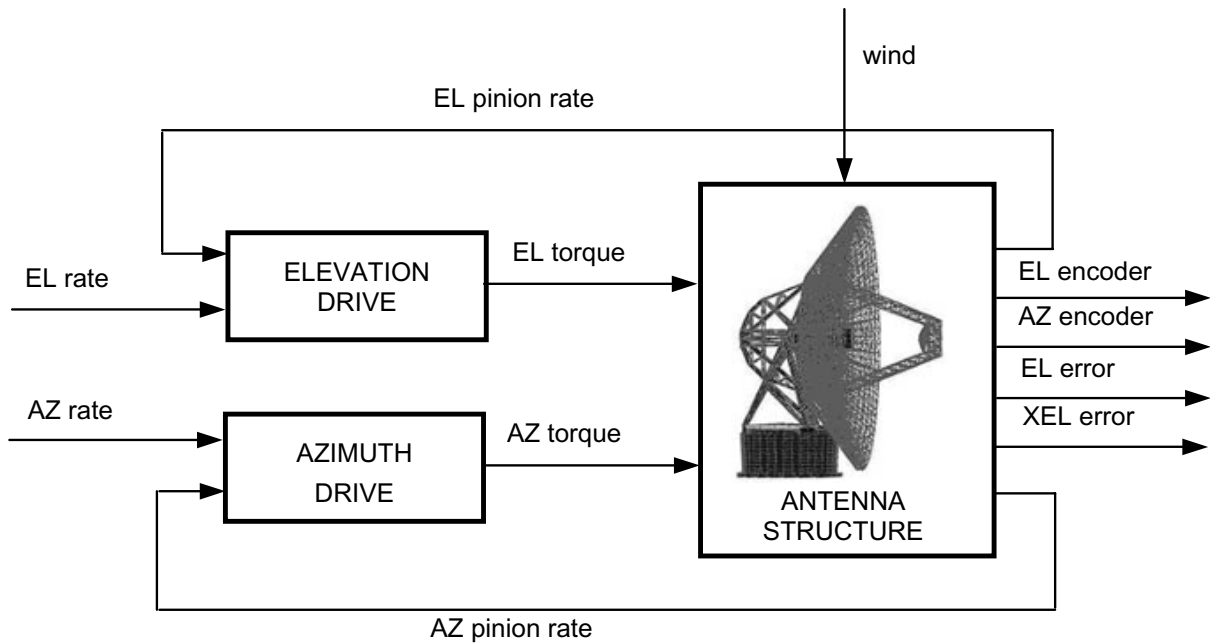 wind
EL pinion rate
EL rate
ELEVATION
DRIVE
EL torque
EL encoder
AZ encoder
EL error
XEL error
AZ rate
AZIMUTH
DRIVE
AZ torque
ANTENNA
STRUCTURE
AZ pinion rate